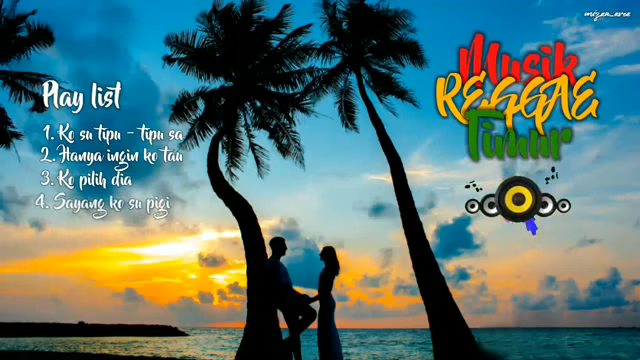 mizan_area
Musik
REGGAE
Timur
Play list
1. Ko su tipu - tipu sa
2. Hanya ingin ko tau
3. Ko pilih dia
4. Sayang ko su pigi